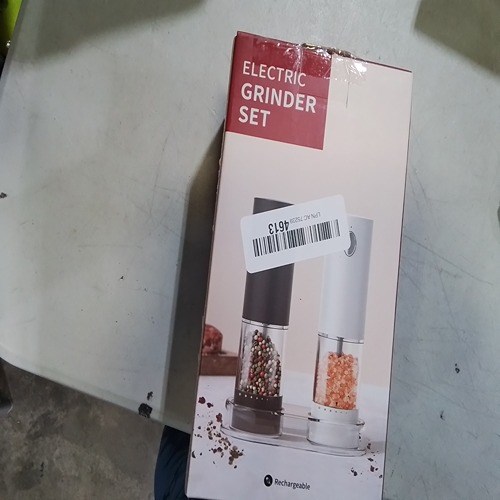 ELECTRIC
GRINDER
SET
4613
Rechargeable